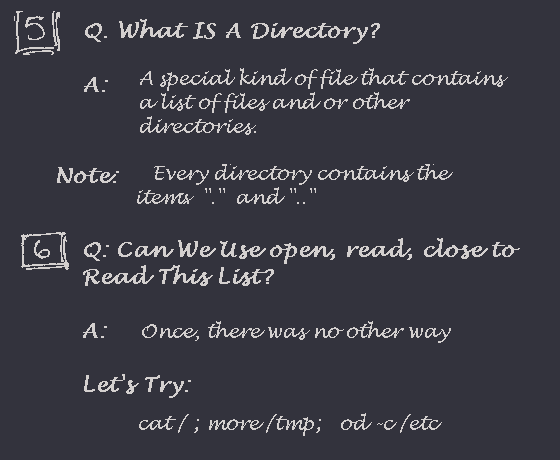 5 Q. What IS A Directory?
A: A special kind of file that contains
a list of files and or other
directories.
Note: Every directory contains the
items "." and ".."
6 Q: Can We Use open, read, close to
Read This List?
A: Once, there was no other way
Let's Try:
cat / ; more /tmp; od -c /etc